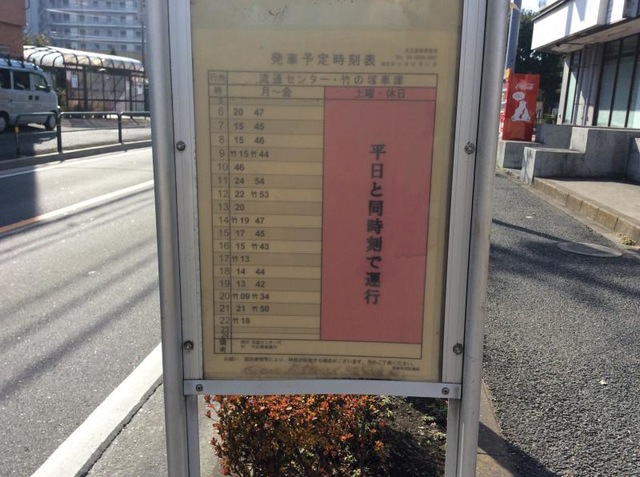 発車予定時刻表
行先 流通センター・竹の塚車庫
時 月～金 土曜・休日
6 20 47
7 15 45
8 15 46
9 竹15 竹44
10 46
11 24 54
12 22 竹53
13 20
14 竹19 47
15 17 45
16 15 竹43
17 竹13
18 14 44
19 13 42
20 竹09 竹34
21 21 竹50
22 竹18
23
平日と同時刻で運行